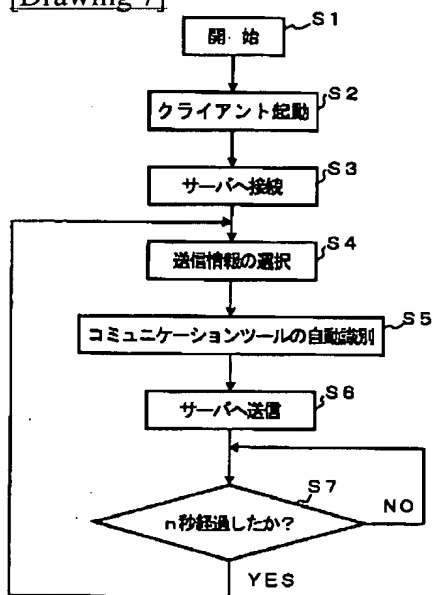 [Drawing 7]
S1
開 始
S2
クライアント起動
S3
サーバへ接続
S4
送信情報の選択
S5
コミュニケーションツールの自動識別
S6
サーバへ送信
S7
n秒経過したか?
NO
YES